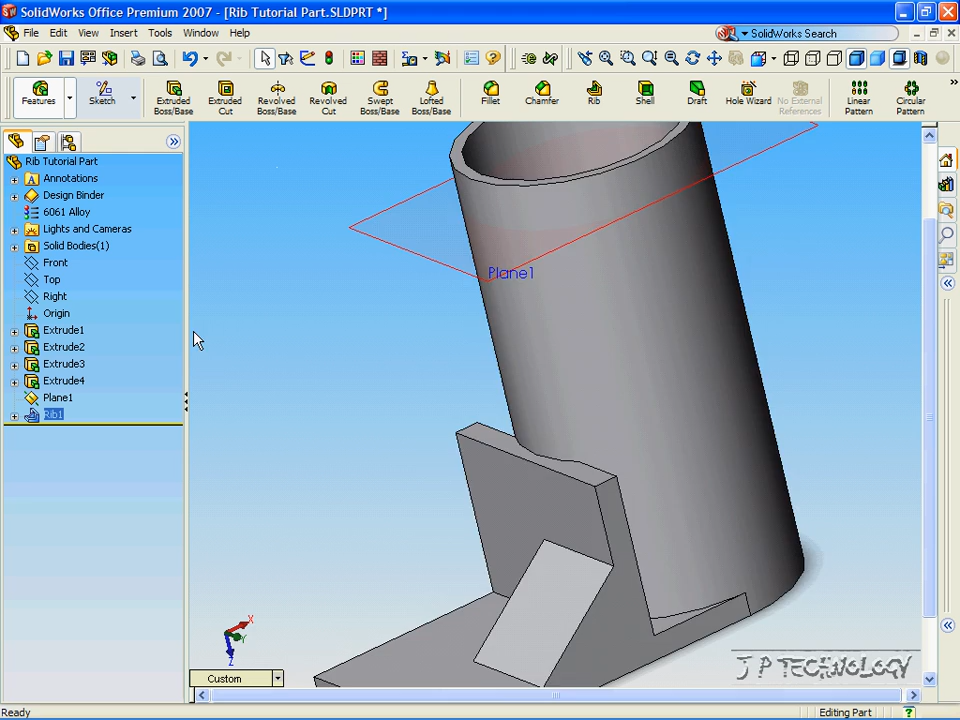 SolidWorks Office Premium 2007 - [Rib Tutorial Part.SLDPRT *]
File Edit View Insert Tools Window Help
SolidWorks Search
Features Sketch Extruded Boss/Base Extruded Cut Revolved Boss/Base Revolved Cut Swept Boss/Base Lofted Boss/Base Fillet Chamfer Rib Shell Draft Hole Wizard No External References Linear Pattern Circular Pattern
Rib Tutorial Part
Annotations
Design Binder
6061 Alloy
Lights and Cameras
Solid Bodies(1)
Front
Top
Right
Origin
Extrude1
Extrude2
Extrude3
Extrude4
Plane1
Rib1
Plane1
X
Y
Z
Custom
J P TECHNOLOGY
Ready
Editing Part